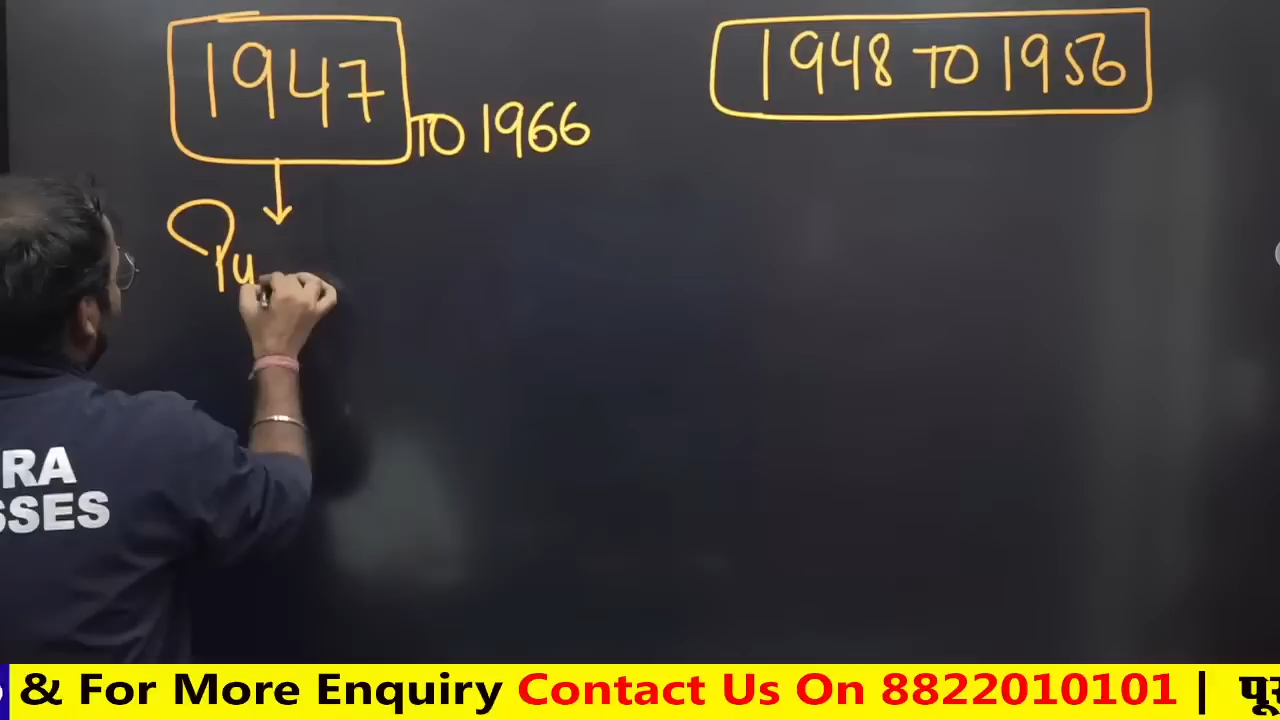 1947
TO 1966
1948 TO 1956
Pu
RA
SSES
& For More Enquiry Contact Us On 8822010101 |